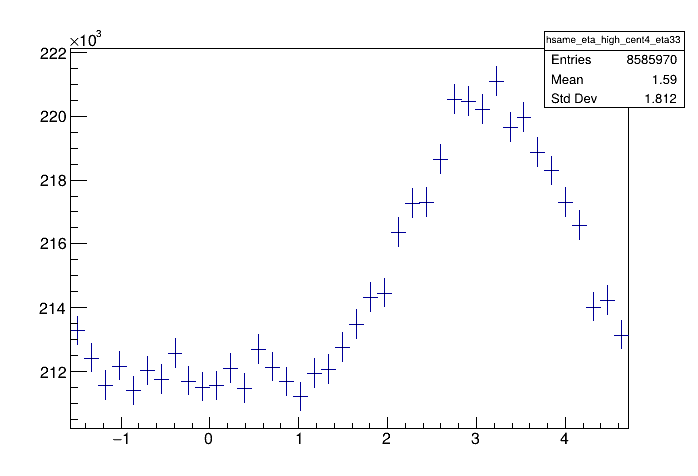 ×10³
hsame_eta_high_cent4_eta33
Entries 8585970
Mean 1.59
Std Dev 1.812
222
220
218
216
214
212
−1 0 1 2 3 4